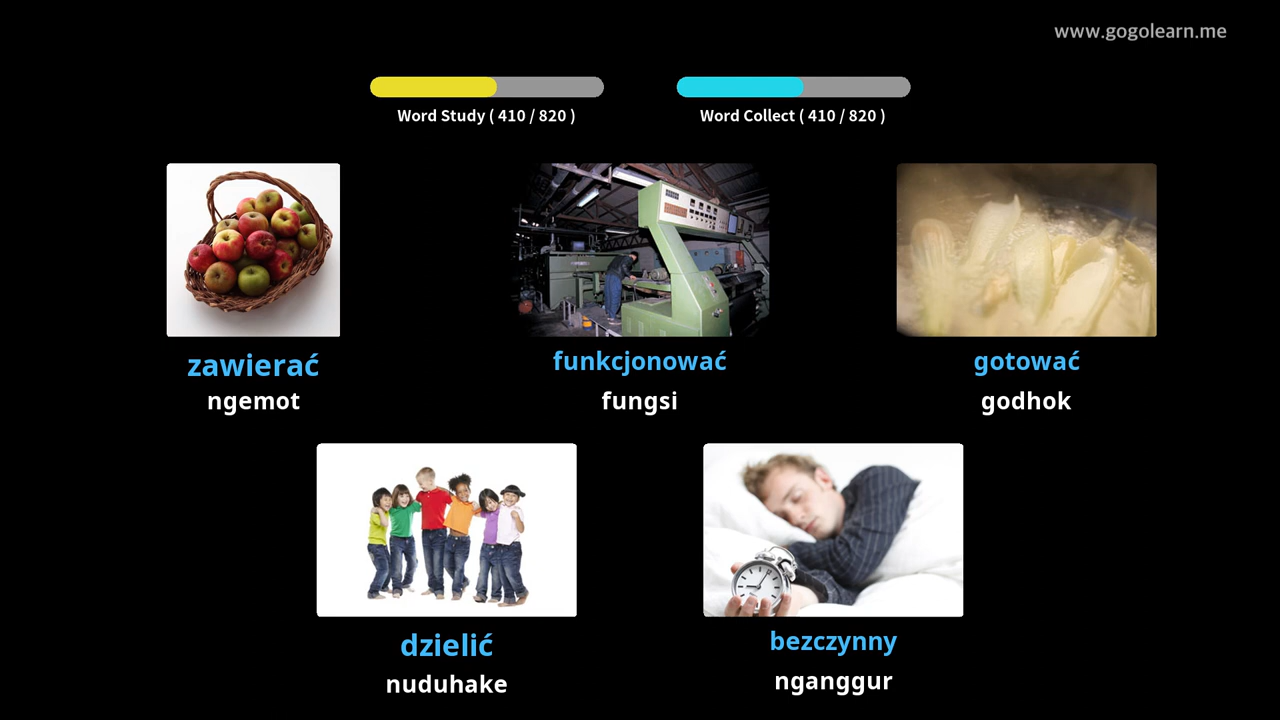 www.gogolearn.me
Word Study ( 410 / 820 )
Word Collect ( 410 / 820 )
zawierać
ngemot
funkcjonować
fungsi
gotować
godhok
dzielić
nuduhake
bezczynny
nganggur